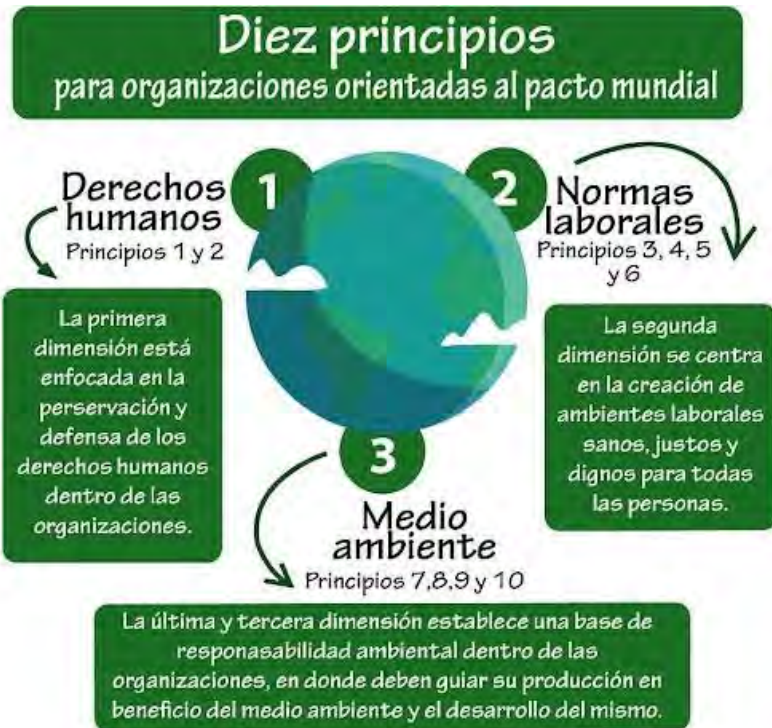 Diez principios
para organizaciones orientadas al pacto mundial
1
Derechos
humanos
Principios 1 y 2
La primera
dimensión está
enfocada en la
perservación y
defensa de los
derechos humanos
dentro de las
organizaciones.
2
Normas
laborales
Principios 3, 4, 5
y 6
La segunda
dimensión se centra
en la creación de
ambientes laborales
sanos, justos y
dignos para todas
las personas.
3
Medio
ambiente
Principios 7,8,9 y 10
La última y tercera dimensión establece una base de
responasabilidad ambiental dentro de las
organizaciones, en donde deben guiar su producción en
beneficio del medio ambiente y el desarrollo del mismo.